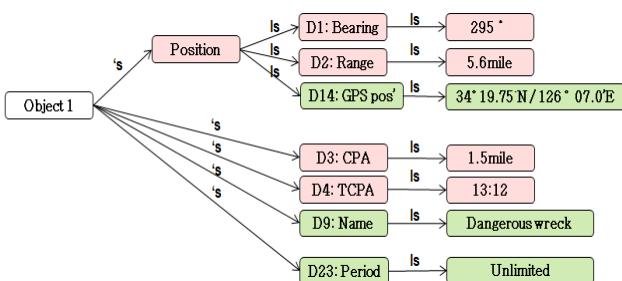 Is
D1: Bearing
Is
295 °
Position
Is
D2: Range
Is
5.6mile
's
Is
D14: GPS pos'
Is
34° 19.75'N / 126° 07.0'E
Object 1
's
D3: CPA
Is
1.5mile
's
D4: TCPA
Is
13:12
's
D9: Name
Is
Dangerous wreck
's
D23: Period
Is
Unlimited